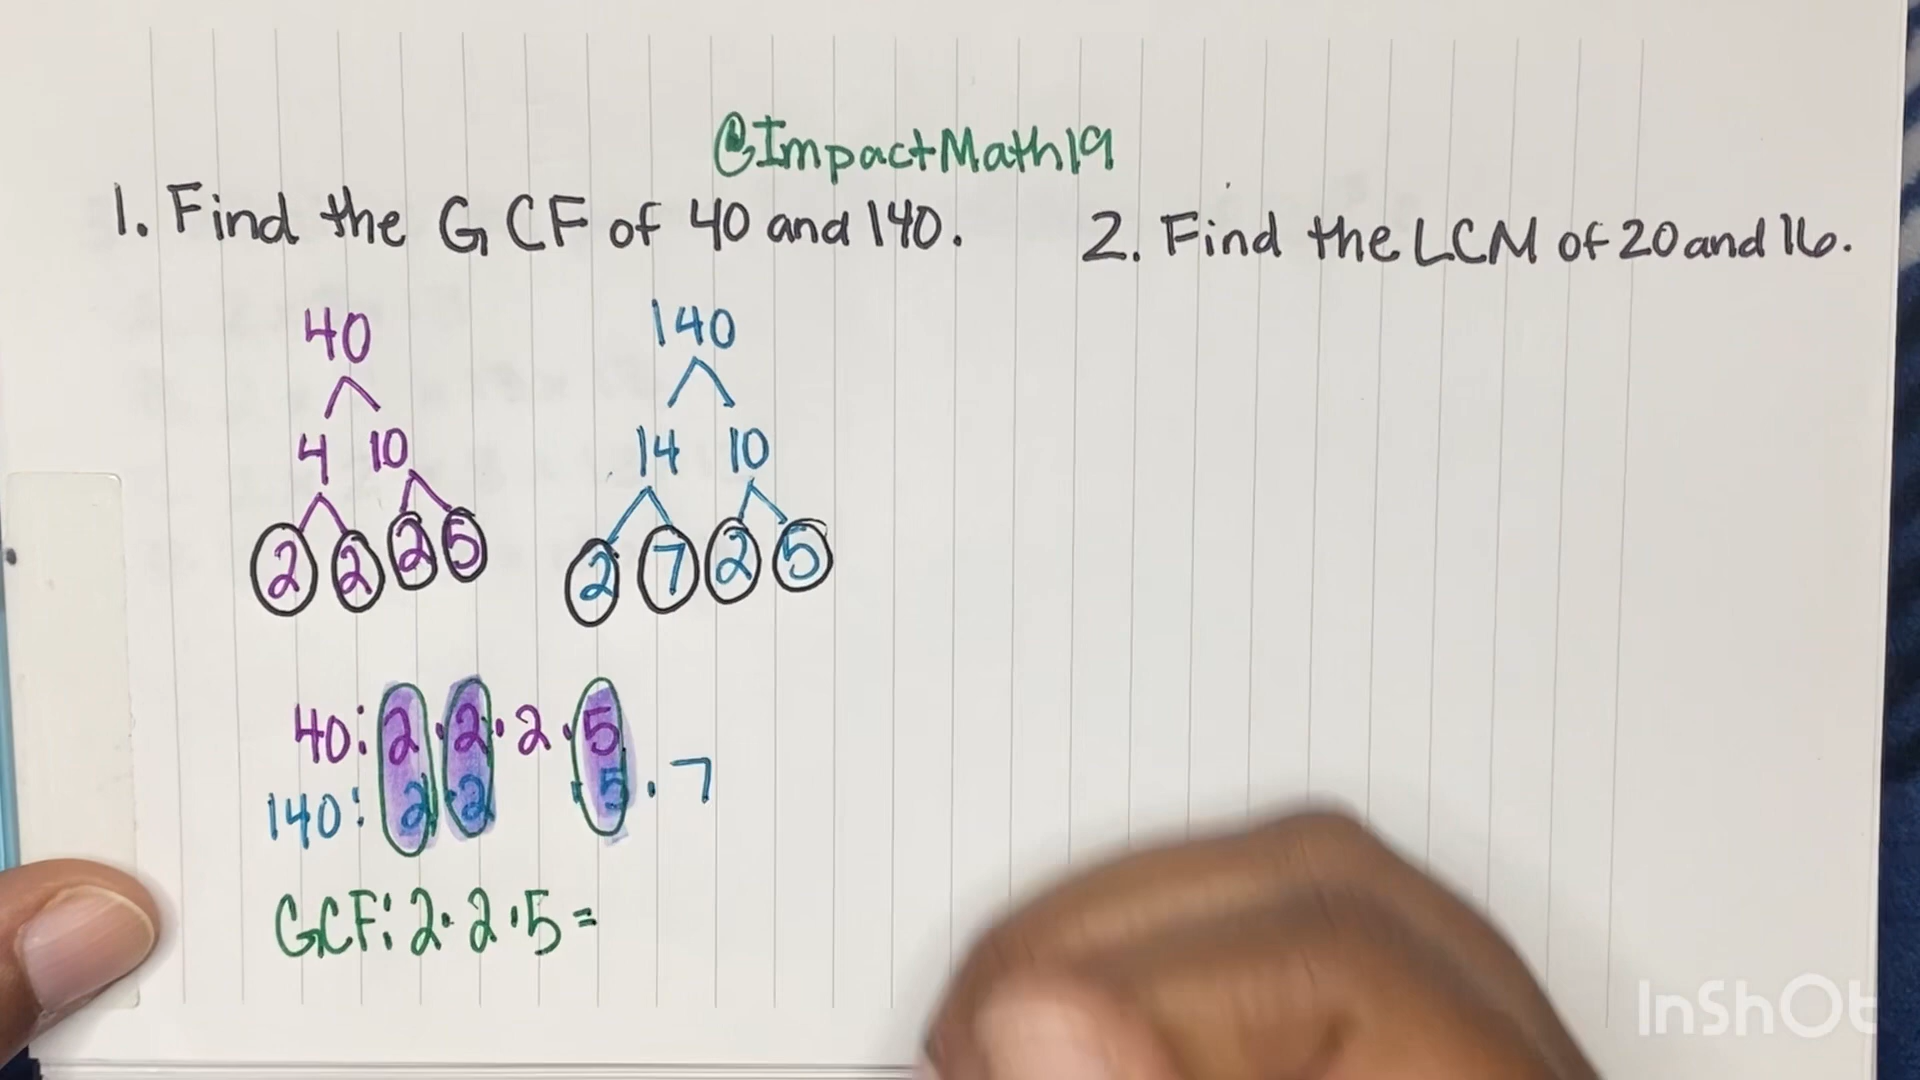 @ImpactMath19
1. Find the GCF of 40 and 140.
2. Find the LCM of 20 and 16.
40
140
4 10
14 10
2 2 2 5
2 7 2 5
40: 2 · 2 · 2 · 5
140: 2 · 2 · 5 · 7
GCF: 2 · 2 · 5 =
InShOt